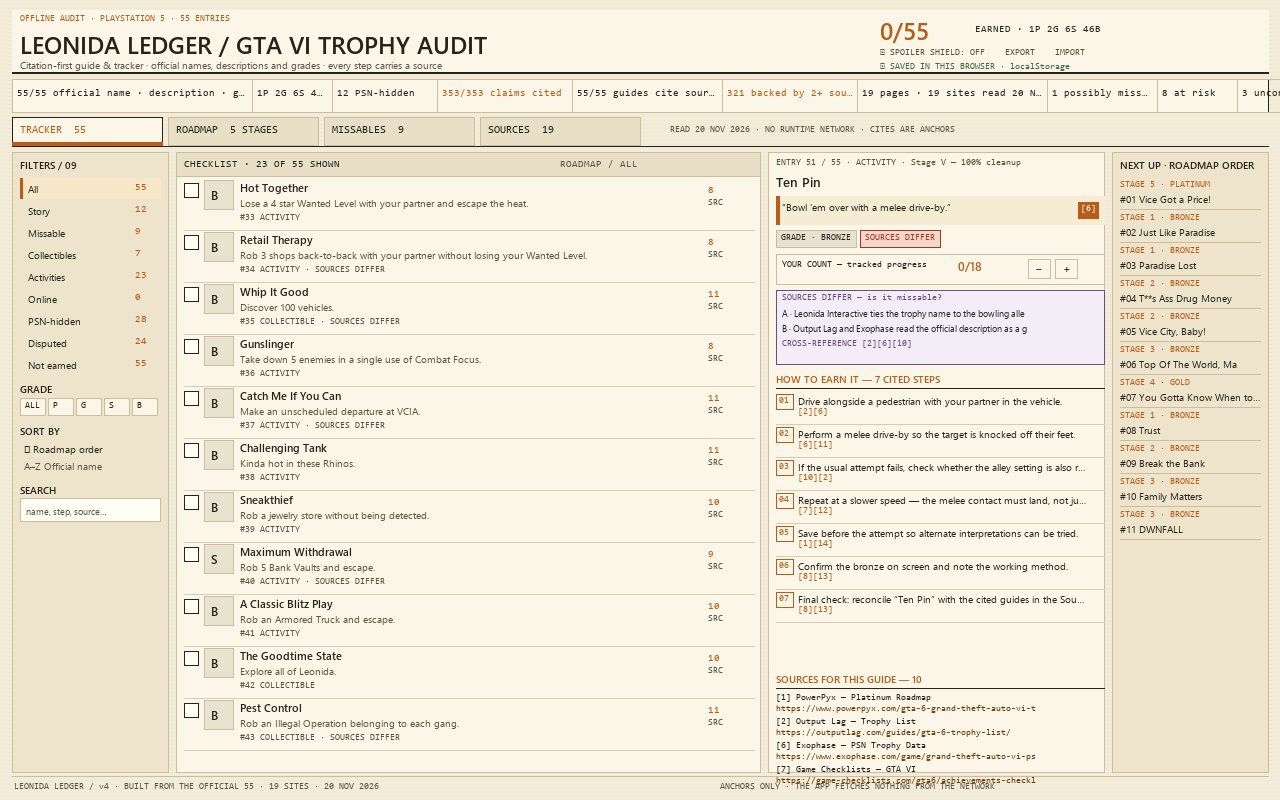 OFFLINE AUDIT · PLAYSTATION 5 · 55 ENTRIES
LEONIDA LEDGER / GTA VI TROPHY AUDIT
Citation-first guide & tracker · official names, descriptions and grades · every step carries a source
0/55 EARNED · 1P 2G 6S 46B
SPOILER SHIELD: OFF EXPORT IMPORT
SAVED IN THIS BROWSER · localStorage
55/55 official name · description · g…
1P 2G 6S 4…
12 PSN-hidden
353/353 claims cited
55/55 guides cite sour…
321 backed by 2+ sou…
19 pages · 19 sites read 20 N…
1 possibly miss…
8 at risk
3 uncon
TRACKER 55
ROADMAP 5 STAGES
MISSABLES 9
SOURCES 19
READ 20 NOV 2026 · NO RUNTIME NETWORK · CITES ARE ANCHORS
FILTERS / 09
All 55
Story 12
Missable 9
Collectibles 7
Activities 23
Online 0
PSN-hidden 28
Disputed 24
Not earned 55
GRADE
ALL P G S B
SORT BY
Roadmap order
A–Z Official name
SEARCH
name, step, source…
CHECKLIST · 23 OF 55 SHOWN ROADMAP / ALL
B Hot Together 8
Lose a 4 star Wanted Level with your partner and escape the heat. SRC
#33 ACTIVITY
B Retail Therapy 8
Rob 3 shops back-to-back with your partner without losing your Wanted Level. SRC
#34 ACTIVITY · SOURCES DIFFER
B Whip It Good 11
Discover 100 vehicles. SRC
#35 COLLECTIBLE · SOURCES DIFFER
B Gunslinger 8
Take down 5 enemies in a single use of Combat Focus. SRC
#36 ACTIVITY
B Catch Me If You Can 11
Make an unscheduled departure at VCIA. SRC
#37 ACTIVITY · SOURCES DIFFER
B Challenging Tank 11
Kinda hot in these Rhinos. SRC
#38 ACTIVITY
B Sneakthief 10
Rob a jewelry store without being detected. SRC
#39 ACTIVITY
S Maximum Withdrawal 9
Rob 5 Bank Vaults and escape. SRC
#40 ACTIVITY · SOURCES DIFFER
B A Classic Blitz Play 10
Rob an Armored Truck and escape. SRC
#41 ACTIVITY
B The Goodtime State 10
Explore all of Leonida. SRC
#42 COLLECTIBLE
B Pest Control 11
Rob an Illegal Operation belonging to each gang. SRC
#43 COLLECTIBLE · SOURCES DIFFER
ENTRY 51 / 55 · ACTIVITY · Stage V — 100% cleanup
Ten Pin
“Bowl ’em over with a melee drive-by.” [6]
GRADE · BRONZE SOURCES DIFFER
YOUR COUNT — tracked progress 0/18 − +
SOURCES DIFFER — is it missable?
A · Leonida Interactive ties the trophy name to the bowling alle
B · Output Lag and Exophase read the official description as a g
CROSS-REFERENCE [2][6][10]
HOW TO EARN IT — 7 CITED STEPS
01 Drive alongside a pedestrian with your partner in the vehicle.
[2][6]
02 Perform a melee drive-by so the target is knocked off their feet.
[6][11]
03 If the usual attempt fails, check whether the alley setting is also r…
[10][2]
04 Repeat at a slower speed — the melee contact must land, not ju…
[7][12]
05 Save before the attempt so alternate interpretations can be tried.
[1][14]
06 Confirm the bronze on screen and note the working method.
[8][13]
07 Final check: reconcile “Ten Pin” with the cited guides in the Sou…
[8][13]
SOURCES FOR THIS GUIDE — 10
[1] PowerPyx — Platinum Roadmap
https://www.powerpyx.com/gta-6-grand-theft-auto-vi-t
[2] Output Lag — Trophy List
https://outputlag.com/guides/gta-6-trophy-list/
[6] Exophase — PSN Trophy Data
https://www.exophase.com/game/grand-theft-auto-vi-ps
[7] Game Checklists — GTA VI
https://game-checklists.com/gta6/achievements-checkl
NEXT UP · ROADMAP ORDER
STAGE 5 · PLATINUM
#01 Vice Got a Price!
STAGE 1 · BRONZE
#02 Just Like Paradise
STAGE 1 · BRONZE
#03 Paradise Lost
STAGE 2 · BRONZE
#04 T**s Ass Drug Money
STAGE 2 · BRONZE
#05 Vice City, Baby!
STAGE 3 · BRONZE
#06 Top Of The World, Ma
STAGE 4 · GOLD
#07 You Gotta Know When to…
STAGE 1 · BRONZE
#08 Trust
STAGE 2 · BRONZE
#09 Break the Bank
STAGE 3 · BRONZE
#10 Family Matters
STAGE 3 · BRONZE
#11 DWNFALL
LEONIDA LEDGER / v4 · BUILT FROM THE OFFICIAL 55 · 19 SITES · 20 NOV 2026
ANCHORS ONLY · THE APP FETCHES NOTHING FROM THE NETWORK